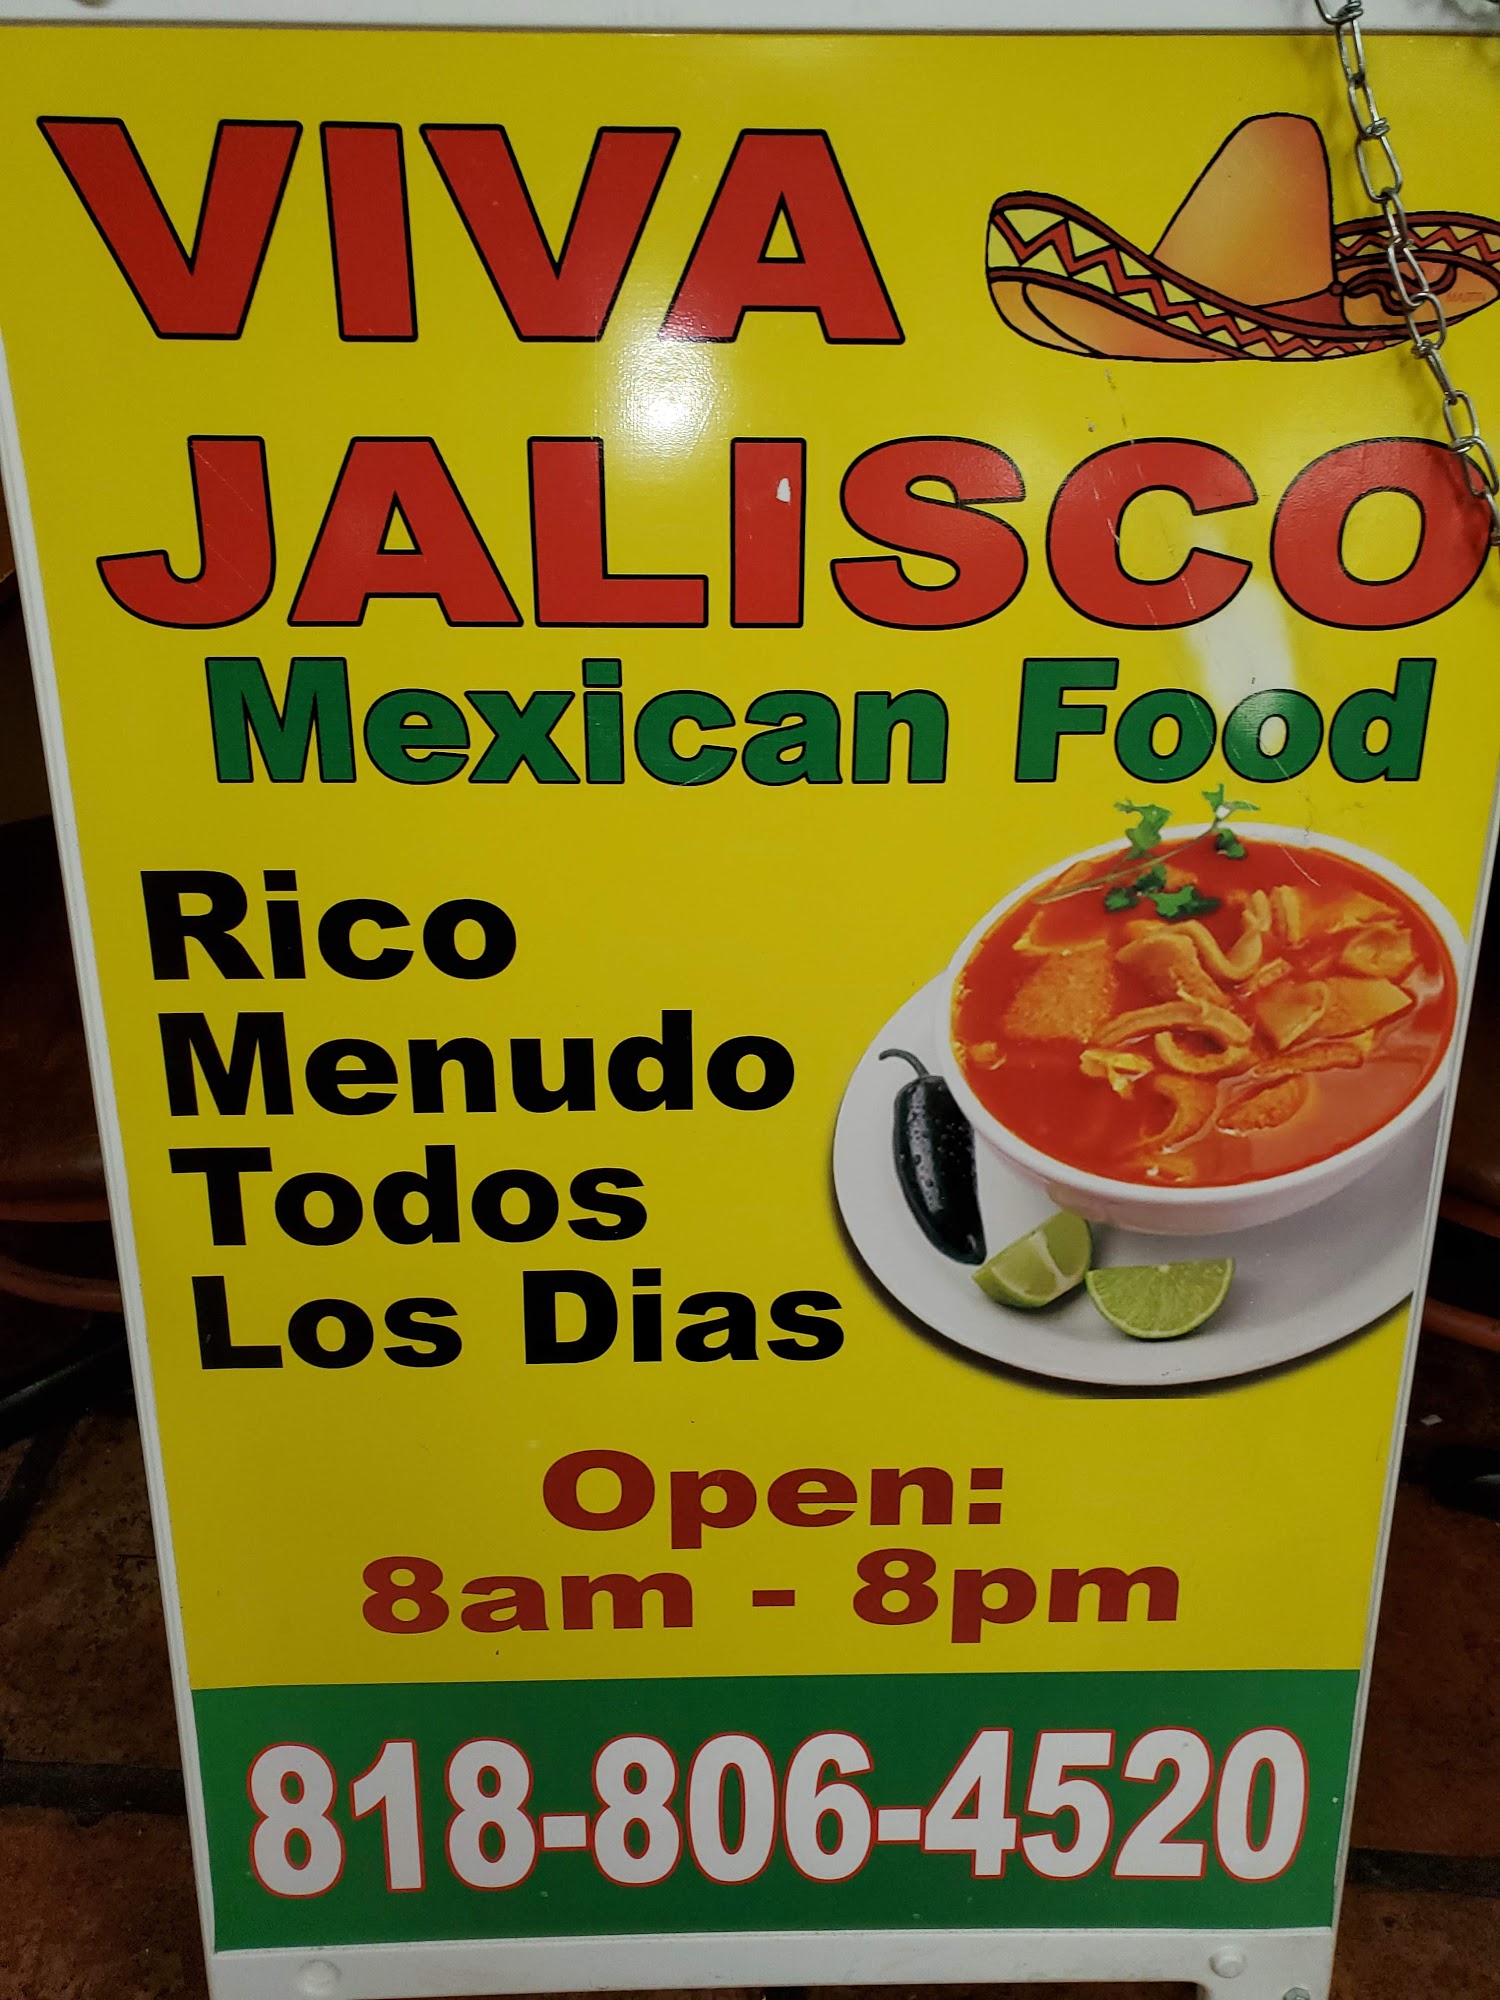 VIVA
JALISCO
Mexican Food
Rico
Menudo
Todos
Los Dias
Open:
8am - 8pm
818-806-4520